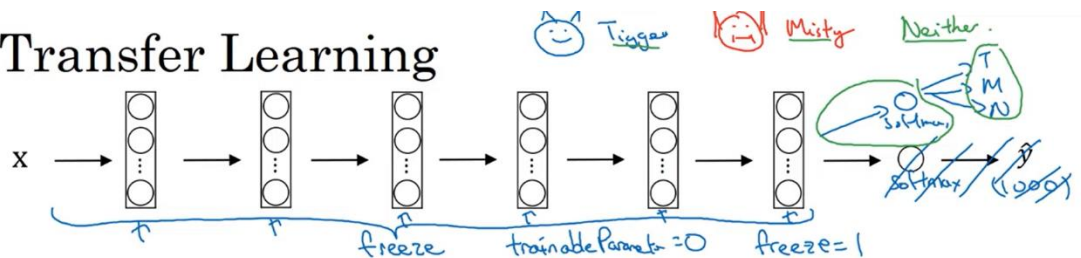 Tigger Misty Neither.
Transfer Learning
T
M
N
softmax
x
softmax ŷ
(1000)
freeze trainableParameter=0 freeze=1